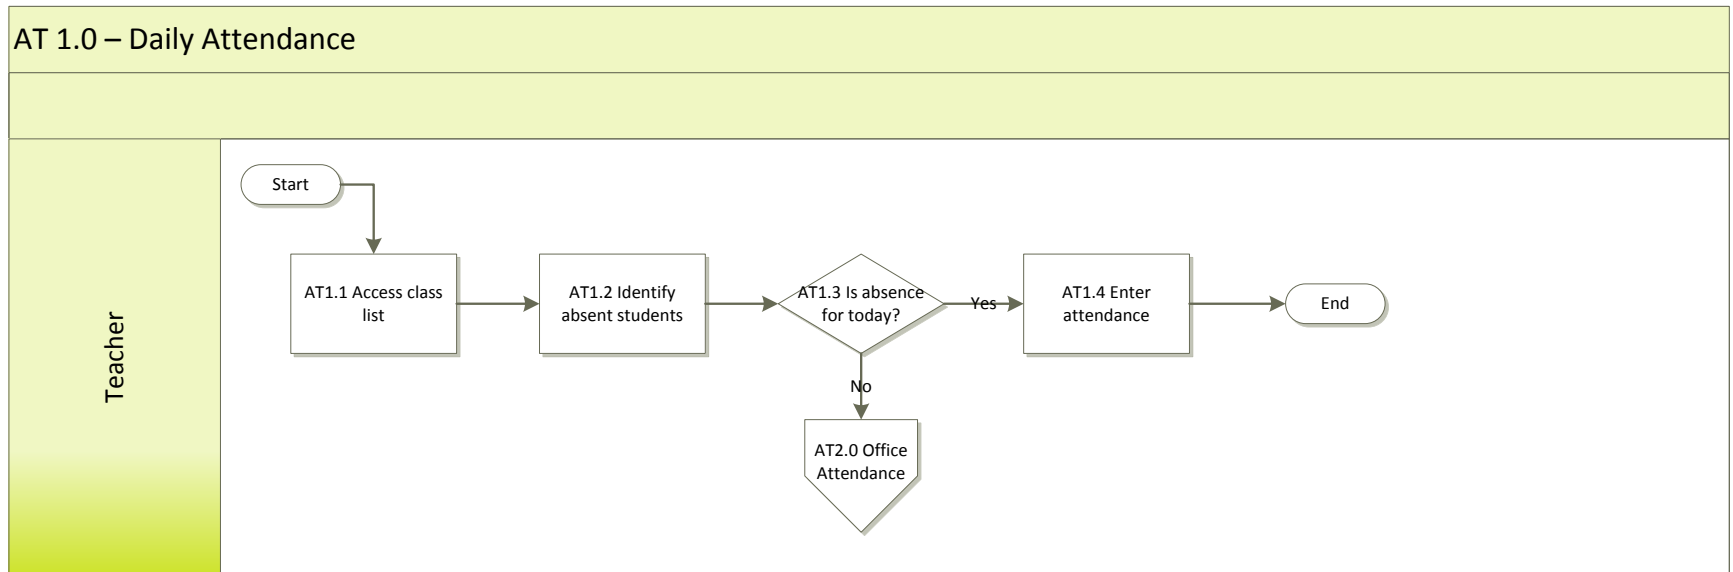 AT 1.0 – Daily Attendance
Teacher
Start
AT1.1 Access class
list
AT1.2 Identify
absent students
AT1.3 Is absence
for today?
Yes
AT1.4 Enter
attendance
End
No
AT2.0 Office
Attendance